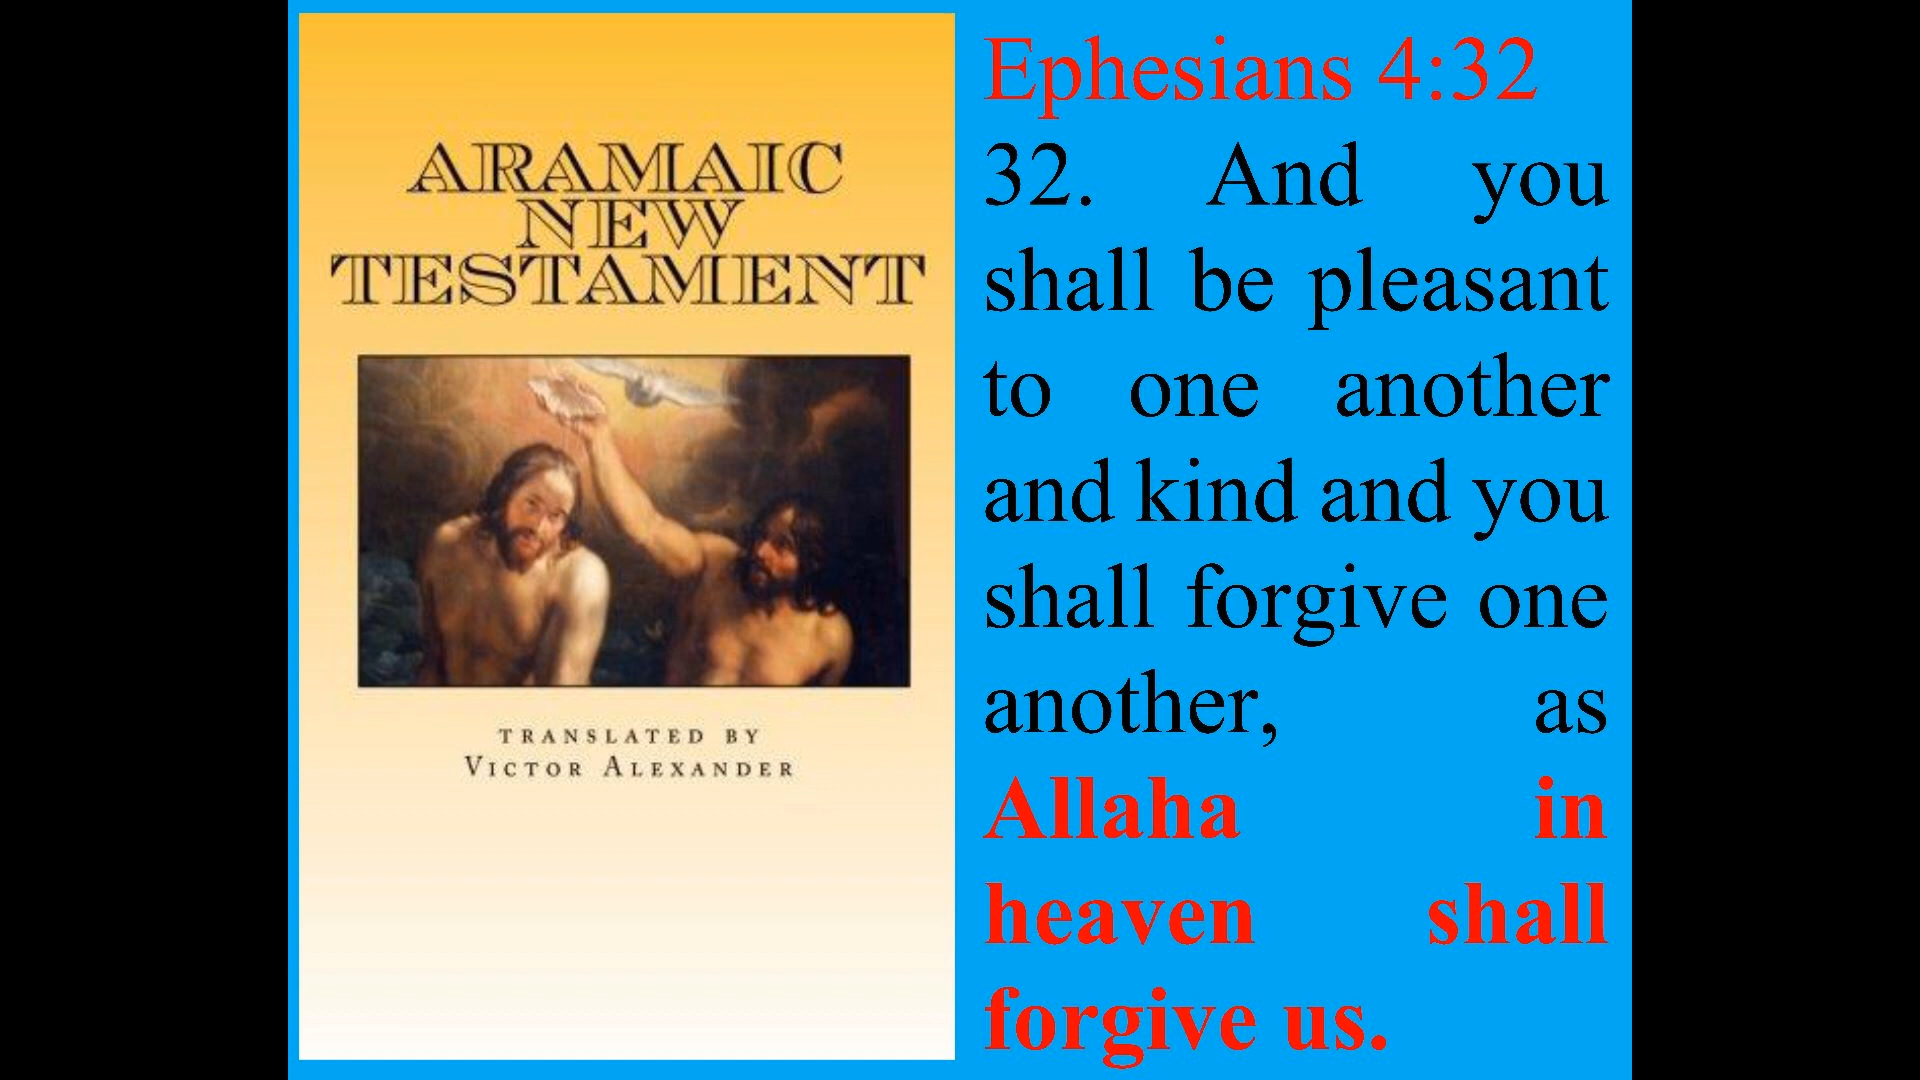 ARAMAIC
NEW
TESTAMENT
TRANSLATED BY
VICTOR ALEXANDER
Ephesians 4:32
32. And you
shall be pleasant
to one another
and kind and you
shall forgive one
another, as
Allaha in
heaven shall
forgive us.